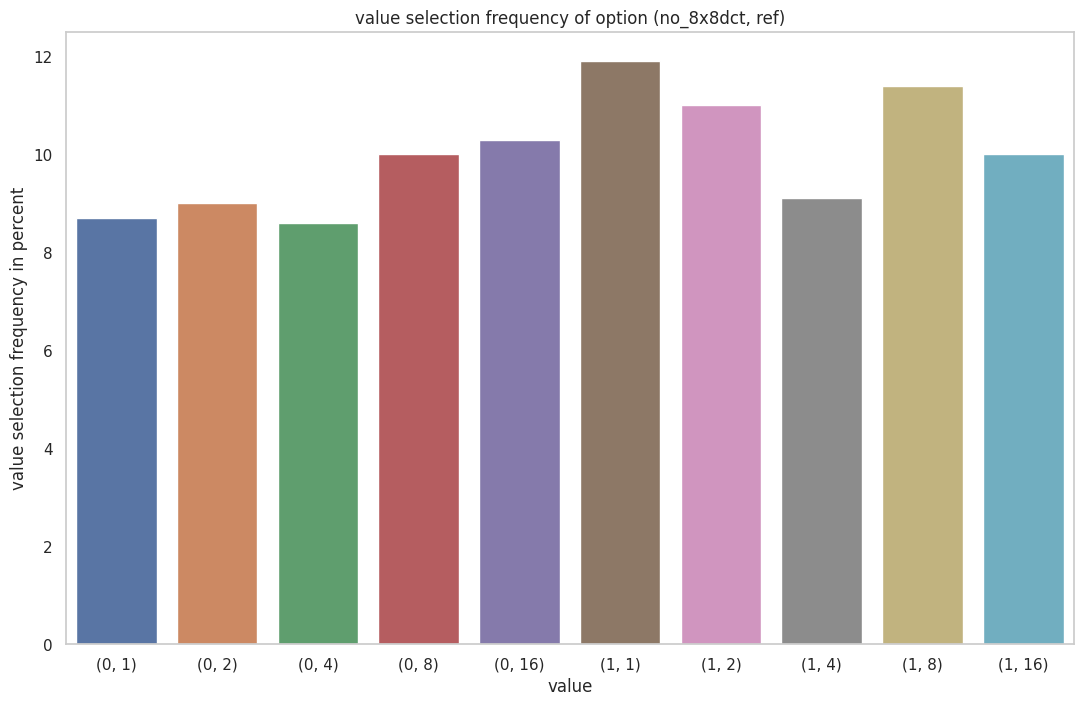 value selection frequency of option (no_8x8dct, ref)
value selection frequency in percent
12
10
8
6
4
2
0
(0, 1) (0, 2) (0, 4) (0, 8) (0, 16) (1, 1) (1, 2) (1, 4) (1, 8) (1, 16)
value